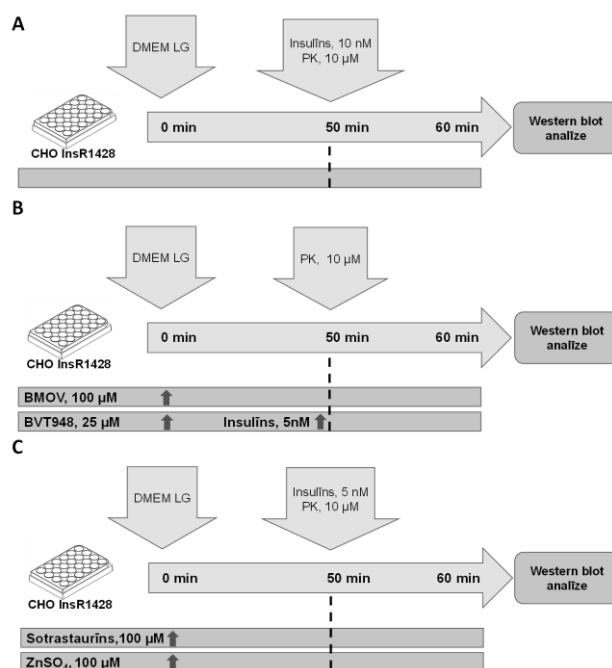 A
DMEM LG
Insulīns, 10 nM
PK, 10 µM
CHO InsR1428
0 min
50 min
60 min
Western blot
analīze
B
DMEM LG
PK, 10 µM
CHO InsR1428
0 min
50 min
60 min
Western blot
analīze
BMOV, 100 µM
BVT948, 25 µM
Insulīns, 5nM
C
DMEM LG
Insulīns, 5 nM
PK, 10 µM
CHO InsR1428
0 min
50 min
60 min
Western blot
analīze
Sotrastaurīns,100 µM
ZnSO₄, 100 µM